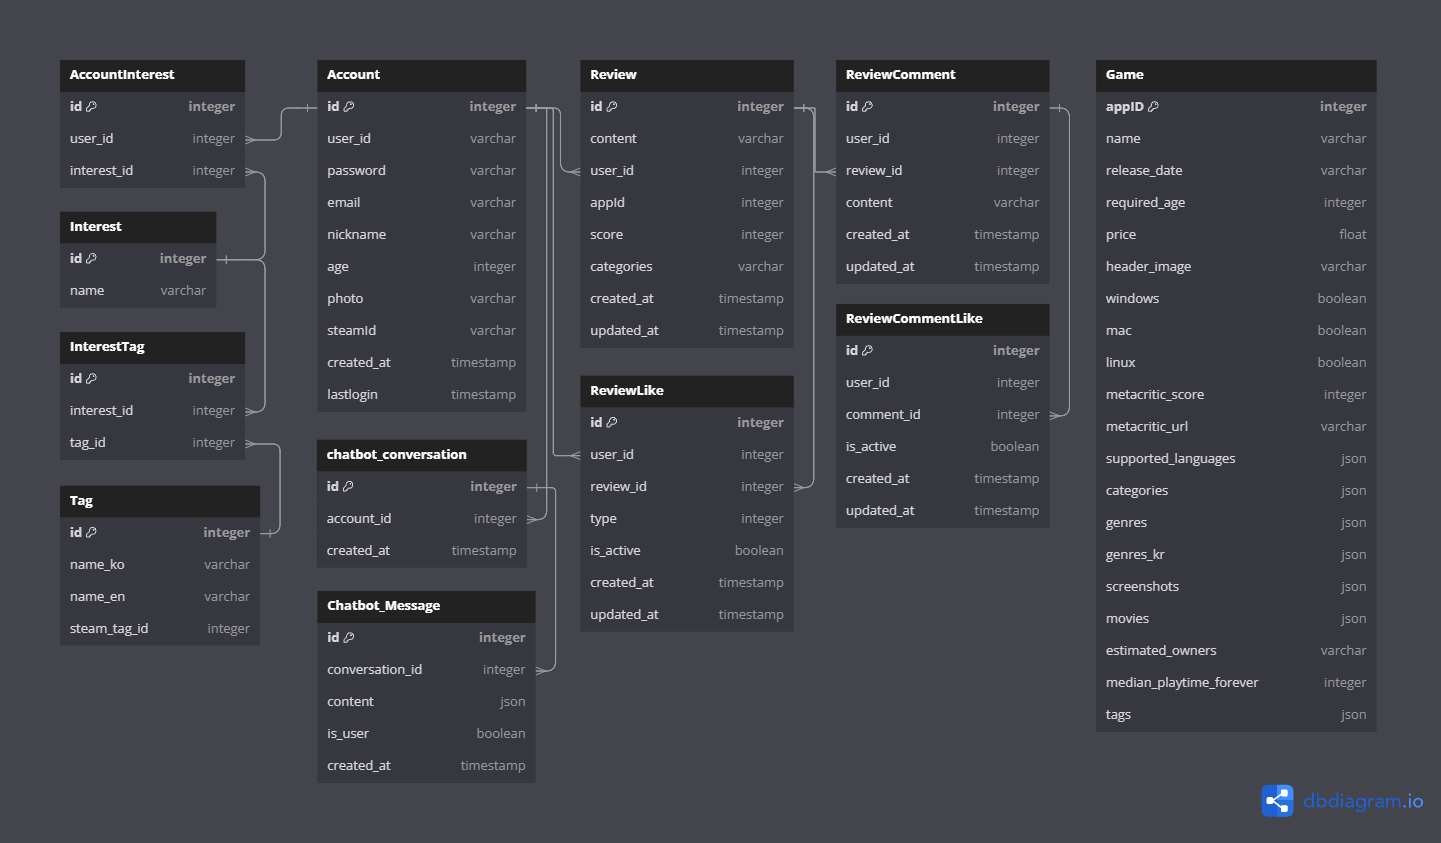 AccountInterest
id integer
user_id integer
interest_id integer
Interest
id integer
name varchar
InterestTag
id integer
interest_id integer
tag_id integer
Tag
id integer
name_ko varchar
name_en varchar
steam_tag_id integer
Account
id integer
user_id varchar
password varchar
email varchar
nickname varchar
age integer
photo varchar
steamId varchar
created_at timestamp
lastlogin timestamp
chatbot_conversation
id integer
account_id integer
created_at timestamp
Chatbot_Message
id integer
conversation_id integer
content json
is_user boolean
created_at timestamp
Review
id integer
content varchar
user_id integer
appId integer
score integer
categories varchar
created_at timestamp
updated_at timestamp
ReviewLike
id integer
user_id integer
review_id integer
type integer
is_active boolean
created_at timestamp
updated_at timestamp
ReviewComment
id integer
user_id integer
review_id integer
content varchar
created_at timestamp
updated_at timestamp
ReviewCommentLike
id integer
user_id integer
comment_id integer
is_active boolean
created_at timestamp
updated_at timestamp
Game
appID integer
name varchar
release_date varchar
required_age integer
price float
header_image varchar
windows boolean
mac boolean
linux boolean
metacritic_score integer
metacritic_url varchar
supported_languages json
categories json
genres json
genres_kr json
screenshots json
movies json
estimated_owners varchar
median_playtime_forever integer
tags json
dbdiagram.io